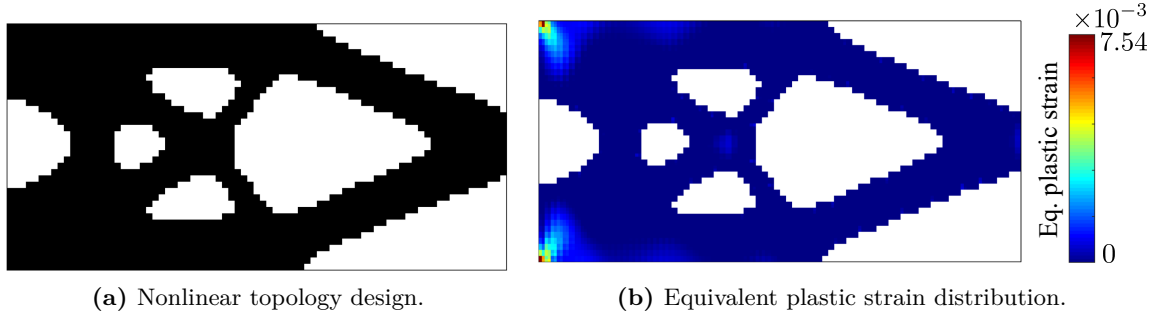 ×10⁻³
7.54
Eq. plastic strain
0
(a) Nonlinear topology design.
(b) Equivalent plastic strain distribution.